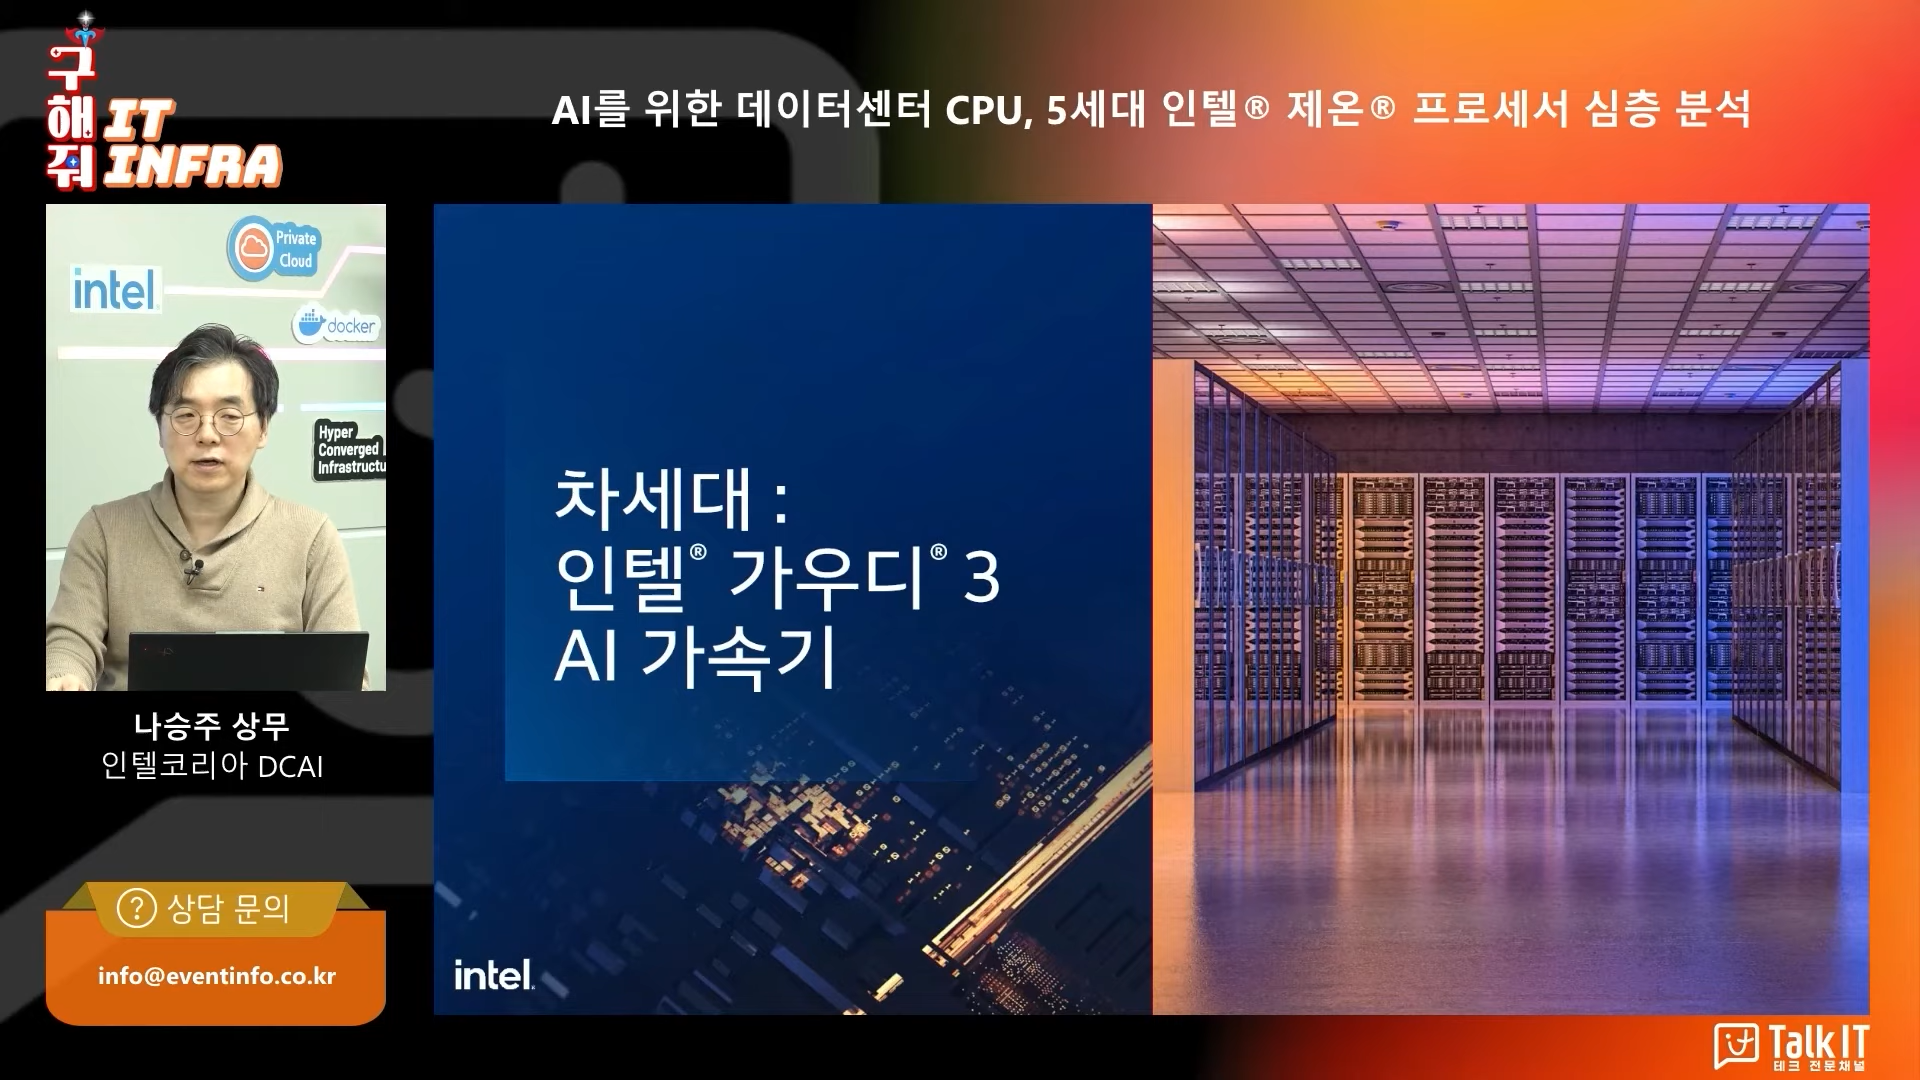 구해줘 IT INFRA
AI를 위한 데이터센터 CPU, 5세대 인텔® 제온® 프로세서 심층 분석
Private
Cloud
intel
docker
Hyper
Converged
Infrastructu
나승주 상무
인텔코리아 DCAI
? 상담 문의
info@eventinfo.co.kr
차세대 :
인텔® 가우디® 3
AI 가속기
intel
Talk IT
테크 전문채널